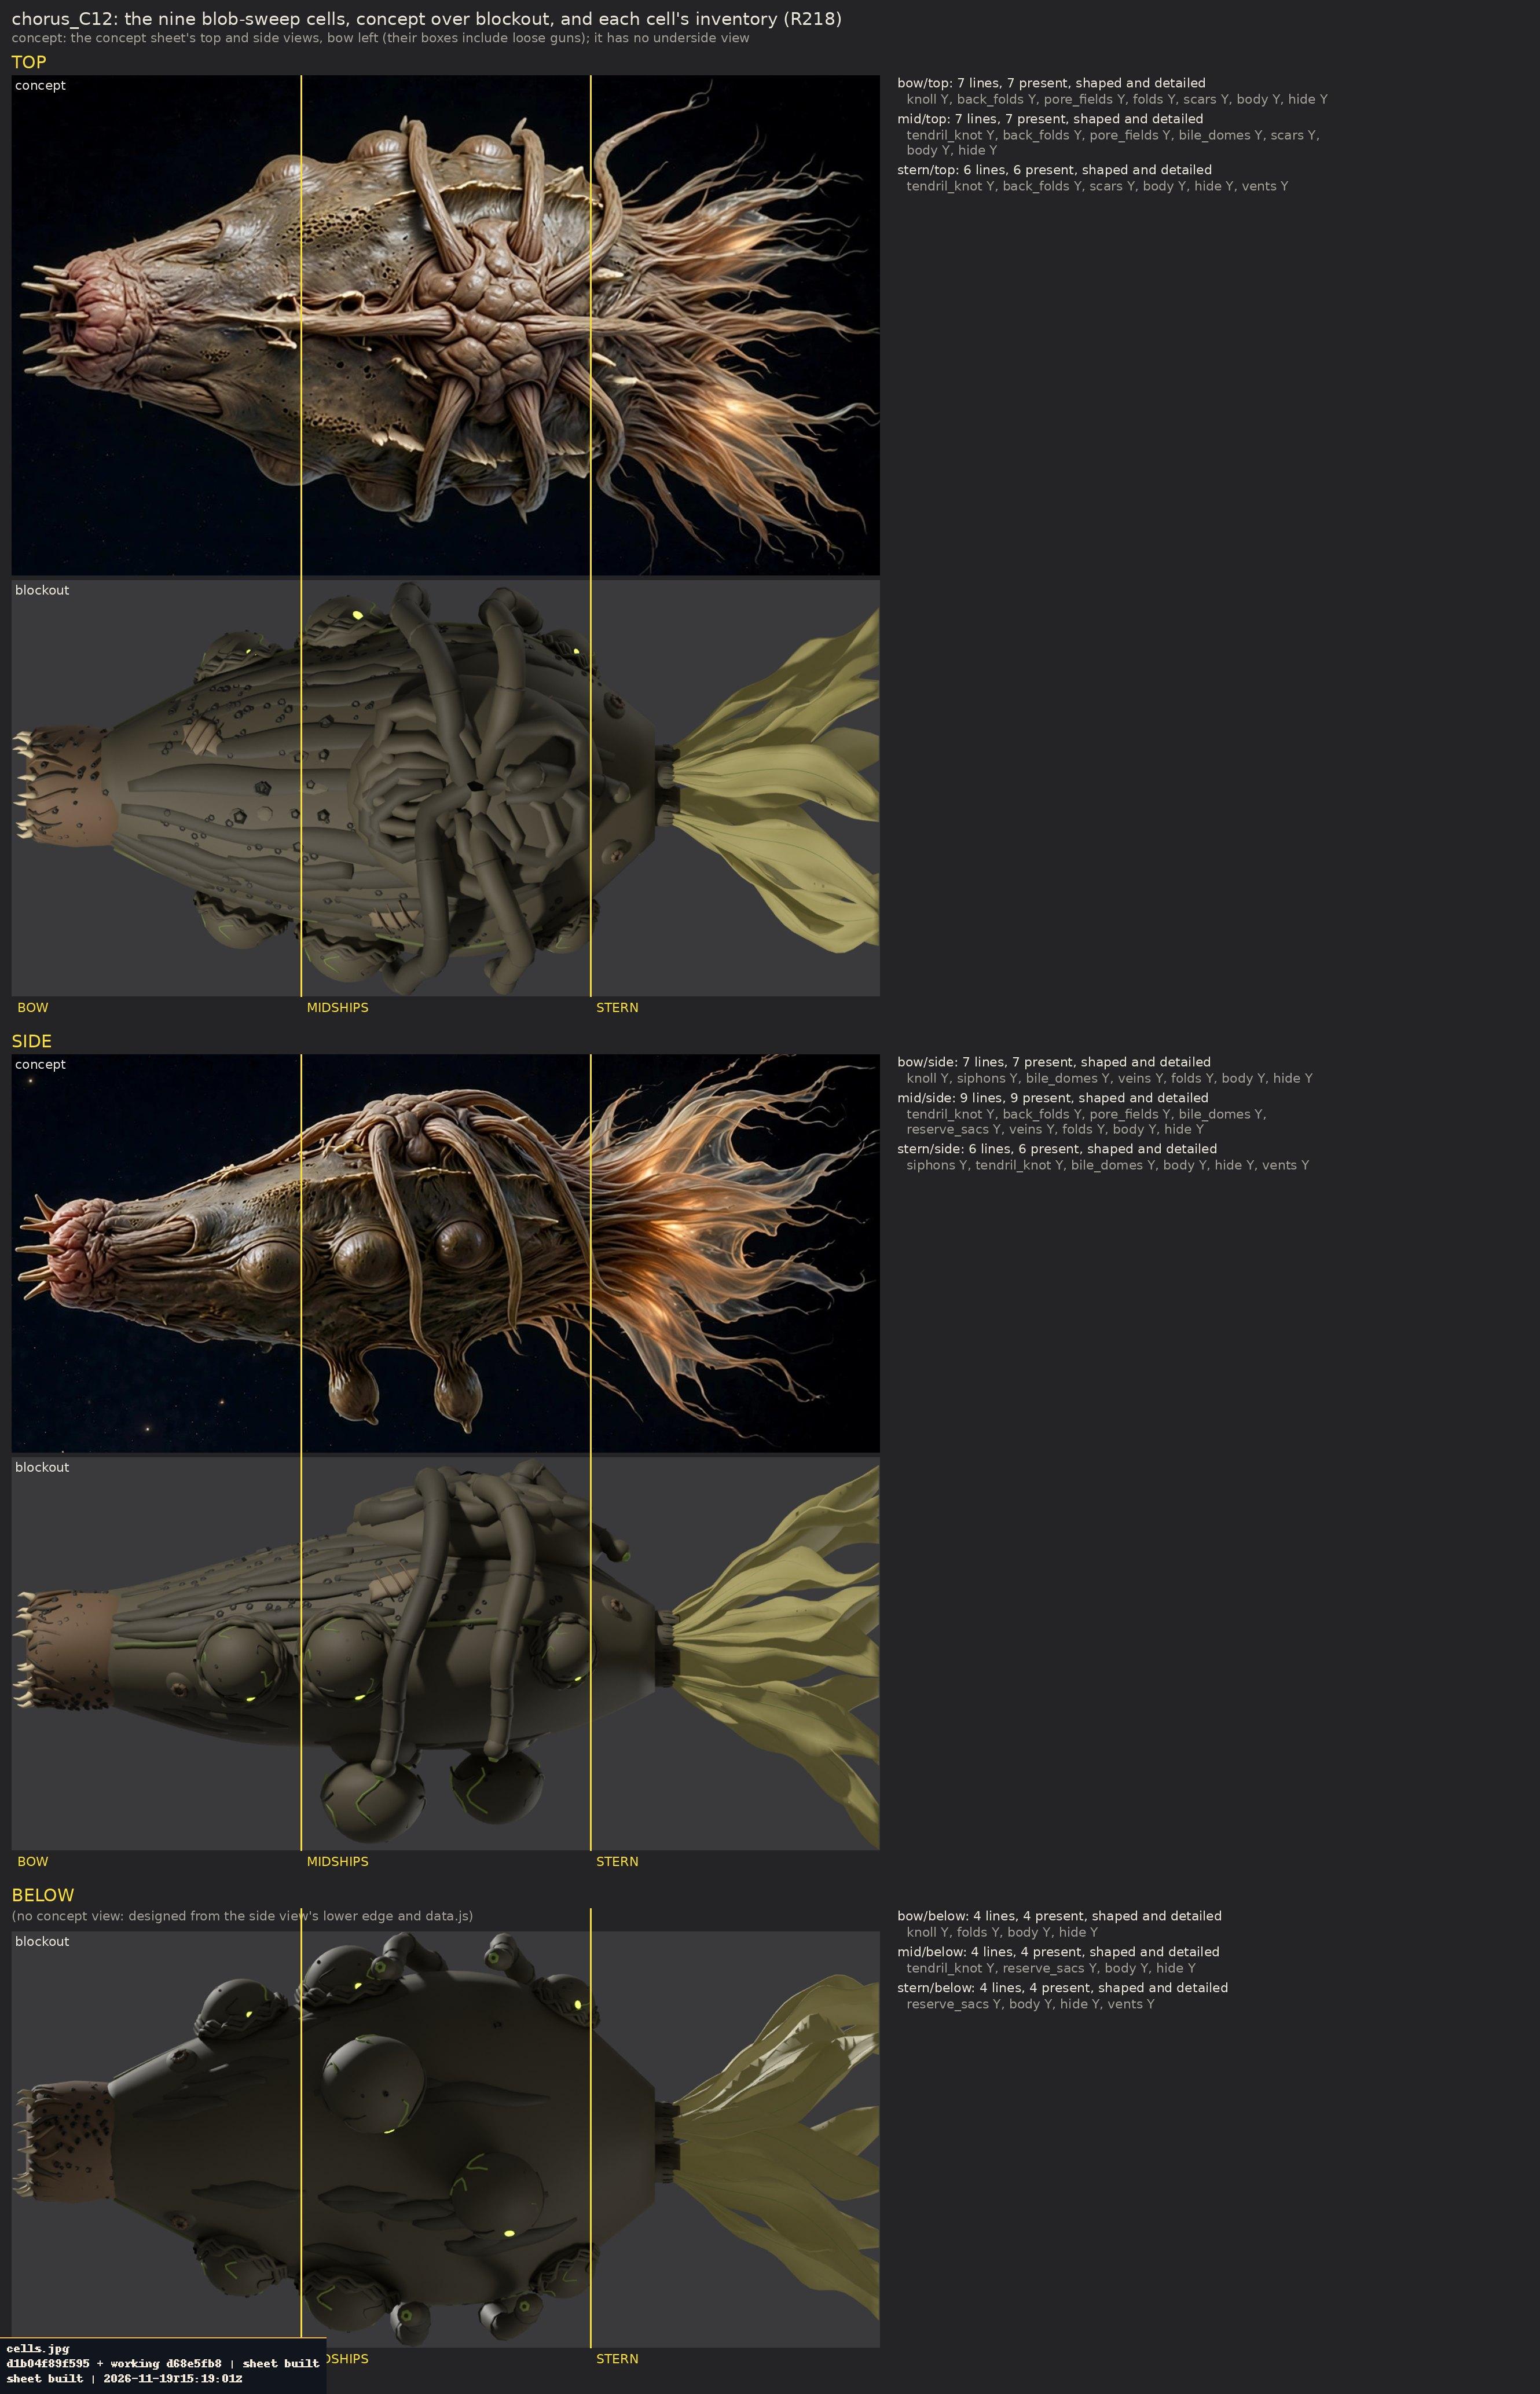 chorus_C12: the nine blob-sweep cells, concept over blockout, and each cell's inventory (R218)
concept: the concept sheet's top and side views, bow left (their boxes include loose guns); it has no underside view
TOP
concept
bow/top: 7 lines, 7 present, shaped and detailed
knoll Y, back_folds Y, pore_fields Y, folds Y, scars Y, body Y, hide Y
mid/top: 7 lines, 7 present, shaped and detailed
tendril_knot Y, back_folds Y, pore_fields Y, bile_domes Y, scars Y,
body Y, hide Y
stern/top: 6 lines, 6 present, shaped and detailed
tendril_knot Y, back_folds Y, scars Y, body Y, hide Y, vents Y
blockout
BOW
MIDSHIPS
STERN
SIDE
concept
bow/side: 7 lines, 7 present, shaped and detailed
knoll Y, siphons Y, bile_domes Y, veins Y, folds Y, body Y, hide Y
mid/side: 9 lines, 9 present, shaped and detailed
tendril_knot Y, back_folds Y, pore_fields Y, bile_domes Y,
reserve_sacs Y, veins Y, folds Y, body Y, hide Y
stern/side: 6 lines, 6 present, shaped and detailed
siphons Y, tendril_knot Y, bile_domes Y, body Y, hide Y, vents Y
blockout
BOW
MIDSHIPS
STERN
BELOW
(no concept view: designed from the side view's lower edge and data.js)
blockout
bow/below: 4 lines, 4 present, shaped and detailed
knoll Y, folds Y, body Y, hide Y
mid/below: 4 lines, 4 present, shaped and detailed
tendril_knot Y, reserve_sacs Y, body Y, hide Y
stern/below: 4 lines, 4 present, shaped and detailed
reserve_sacs Y, body Y, hide Y, vents Y
DSHIPS
STERN
cells.jpg
d1b04f89f595 + working d68e5fb8 | sheet built
sheet built | 2026-11-19T15:19:01Z